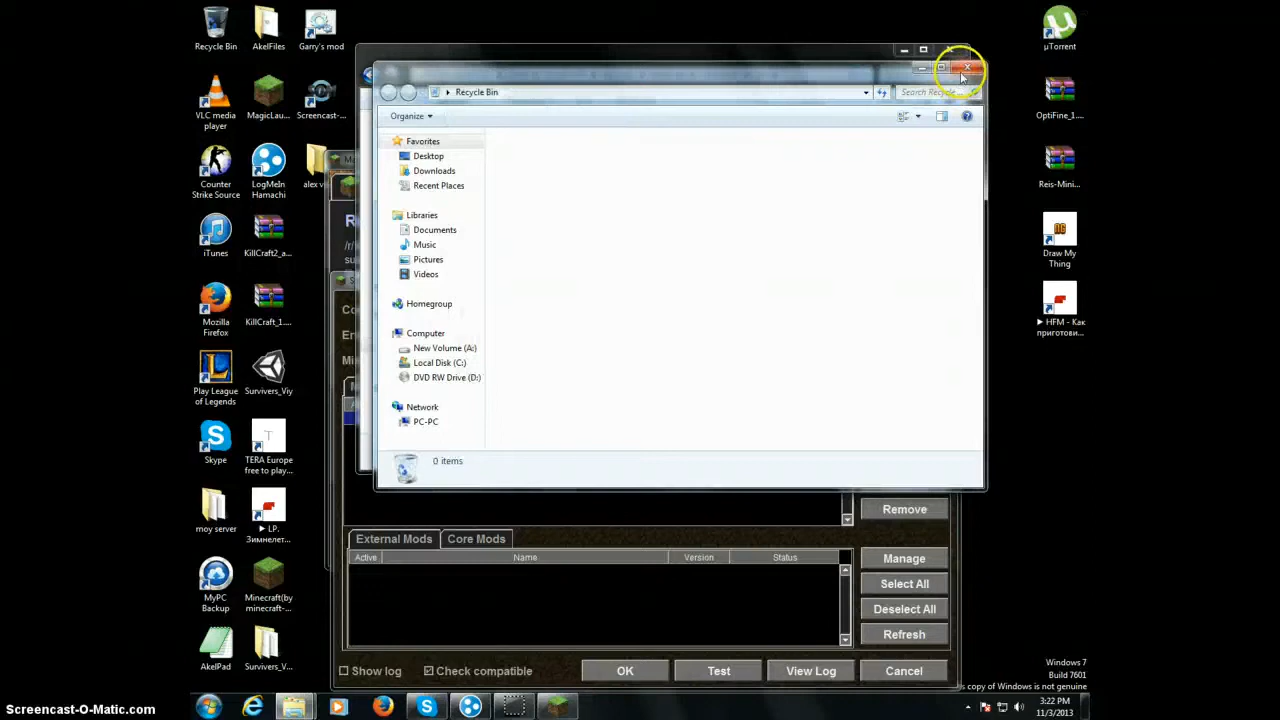 Recycle Bin
AkelFiles
Garry's mod
µTorrent
Recycle Bin
Search Recycle
Organize
VLC media
player
MagicLau...
Screencast-...
OptiFine_1....
Favorites
Desktop
Downloads
Recent Places
Counter
Strike Source
LogMeIn
Hamachi
alex v
Reis-Mini...
Libraries
Documents
Music
Pictures
Videos
iTunes
KillCraft2_a...
Draw My
Thing
Homegroup
Mozilla
Firefox
KillCraft_1....
▶ HFM - Как
приготови...
Computer
New Volume (A:)
Local Disk (C:)
DVD RW Drive (D:)
Play League
of Legends
Survivers_Viy
Network
PC-PC
0 items
Skype
TERA Europe
free to play...
moy server
▶ LP.
Зимнелет...
Remove
External Mods
Core Mods
Active
Name
Version
Status
Manage
Select All
Deselect All
Refresh
MyPC
Backup
Minecraft(by
minecraft-...
AkelPad
Survivers_V...
Show log
Check compatible
OK
Test
View Log
Cancel
Windows 7
Build 7601
s copy of Windows is not genuine
3:22 PM
11/3/2013
Screencast-O-Matic.com